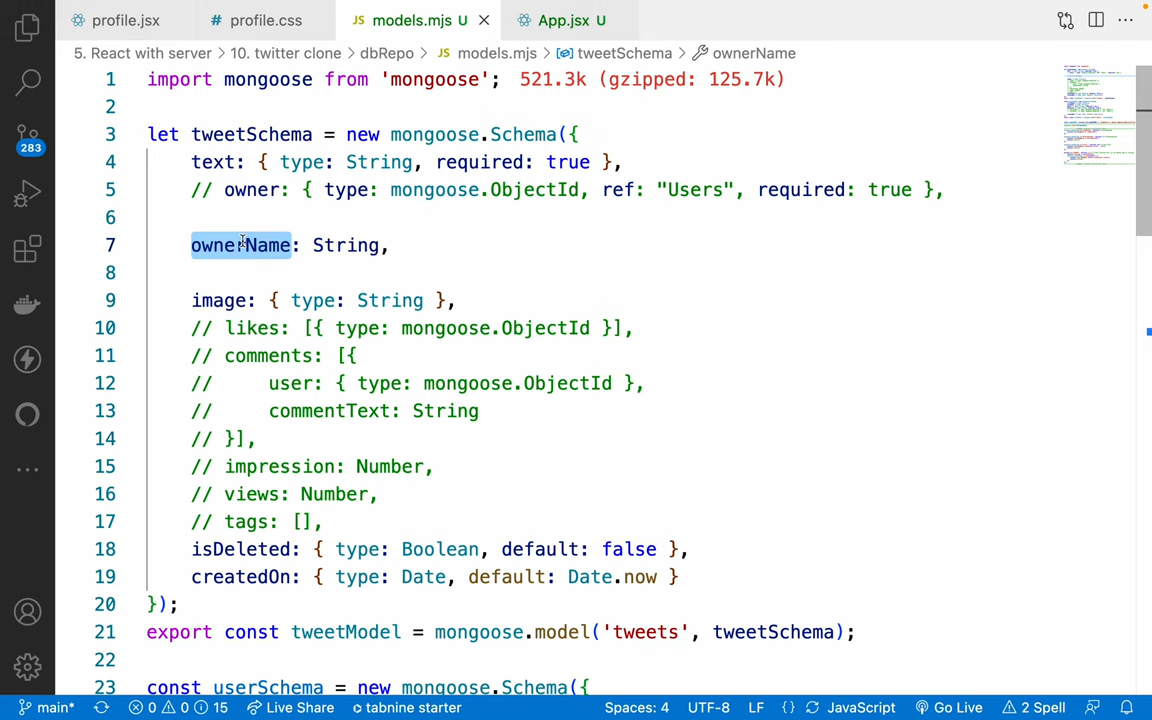 profile.jsx
# profile.css
JS models.mjs U
App.jsx U
5. React with server > 10. twitter clone > dbRepo > JS models.mjs > tweetSchema > ownerName
1 import mongoose from 'mongoose'; 521.3k (gzipped: 125.7k)
2
3 let tweetSchema = new mongoose.Schema({
4 text: { type: String, required: true },
5 // owner: { type: mongoose.ObjectId, ref: "Users", required: true },
6
7 ownerName: String,
8
9 image: { type: String },
10 // likes: [{ type: mongoose.ObjectId }],
11 // comments: [{
12 // user: { type: mongoose.ObjectId },
13 // commentText: String
14 // }],
15 // impression: Number,
16 // views: Number,
17 // tags: [],
18 isDeleted: { type: Boolean, default: false },
19 createdOn: { type: Date, default: Date.now }
20 });
21 export const tweetModel = mongoose.model('tweets', tweetSchema);
22
23 const userSchema = new mongoose.Schema({
283
main* 0 0 15 Live Share tabnine starter Spaces: 4 UTF-8 LF {} JavaScript Go Live 2 Spell